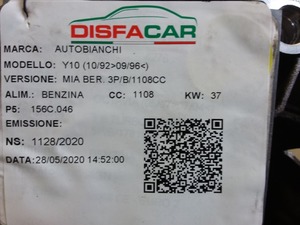 DISFACAR
MARCA: AUTOBIANCHI
MODELLO: Y10 (10/92>09/96<)
VERSIONE: MIA BER. 3P/B/1108CC
ALIM.: BENZINA CC: 1108 KW: 37
P5: 156C.046
EMISSIONE:
NS: 1128/2020
DATA:28/05/2020 14:52:00